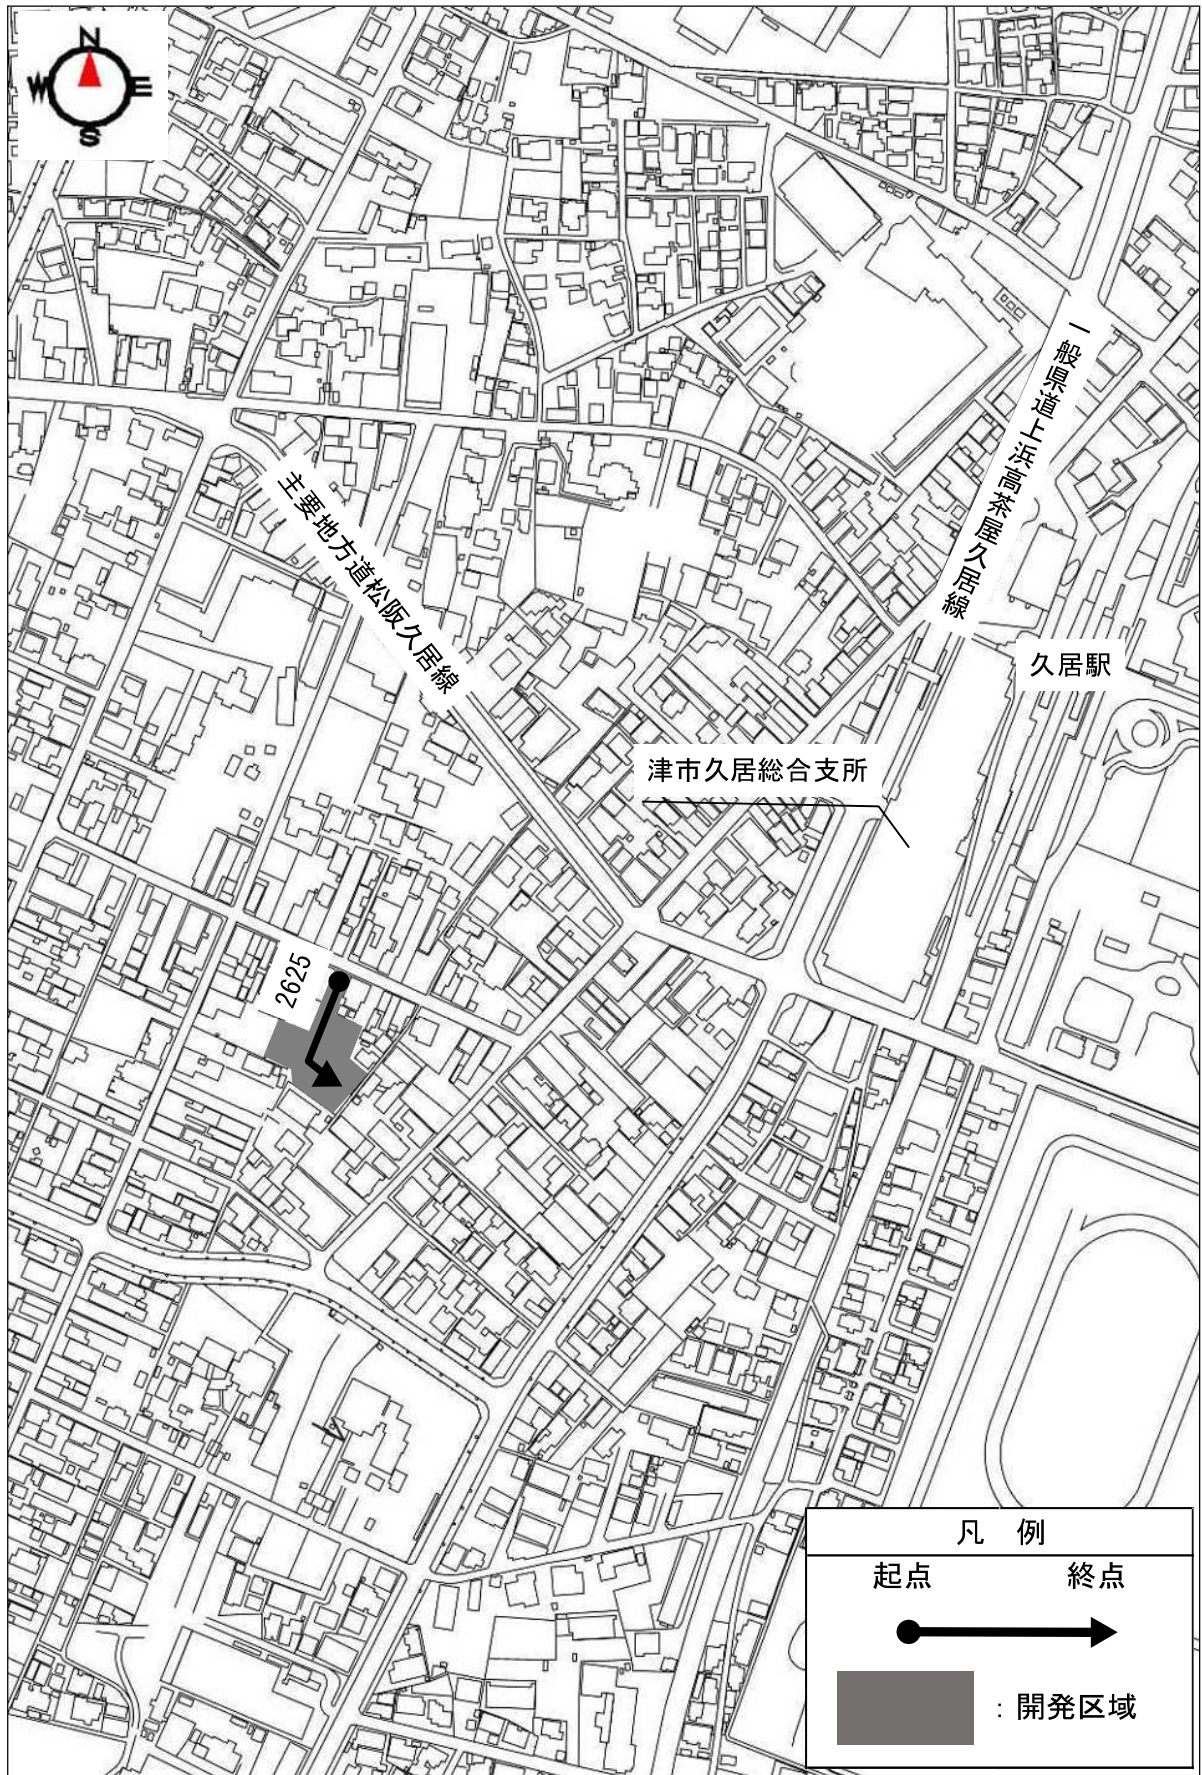 N
W E
S
一般県道上浜高茶屋久居線
主要地方道松阪久居線
久居駅
津市久居総合支所
2625
凡 例
起点 終点
：開発区域